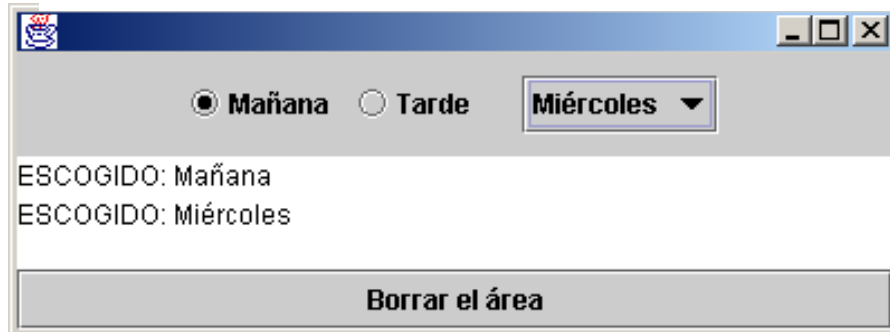 Mañana Tarde Miércoles
ESCOGIDO: Mañana
ESCOGIDO: Miércoles
Borrar el área